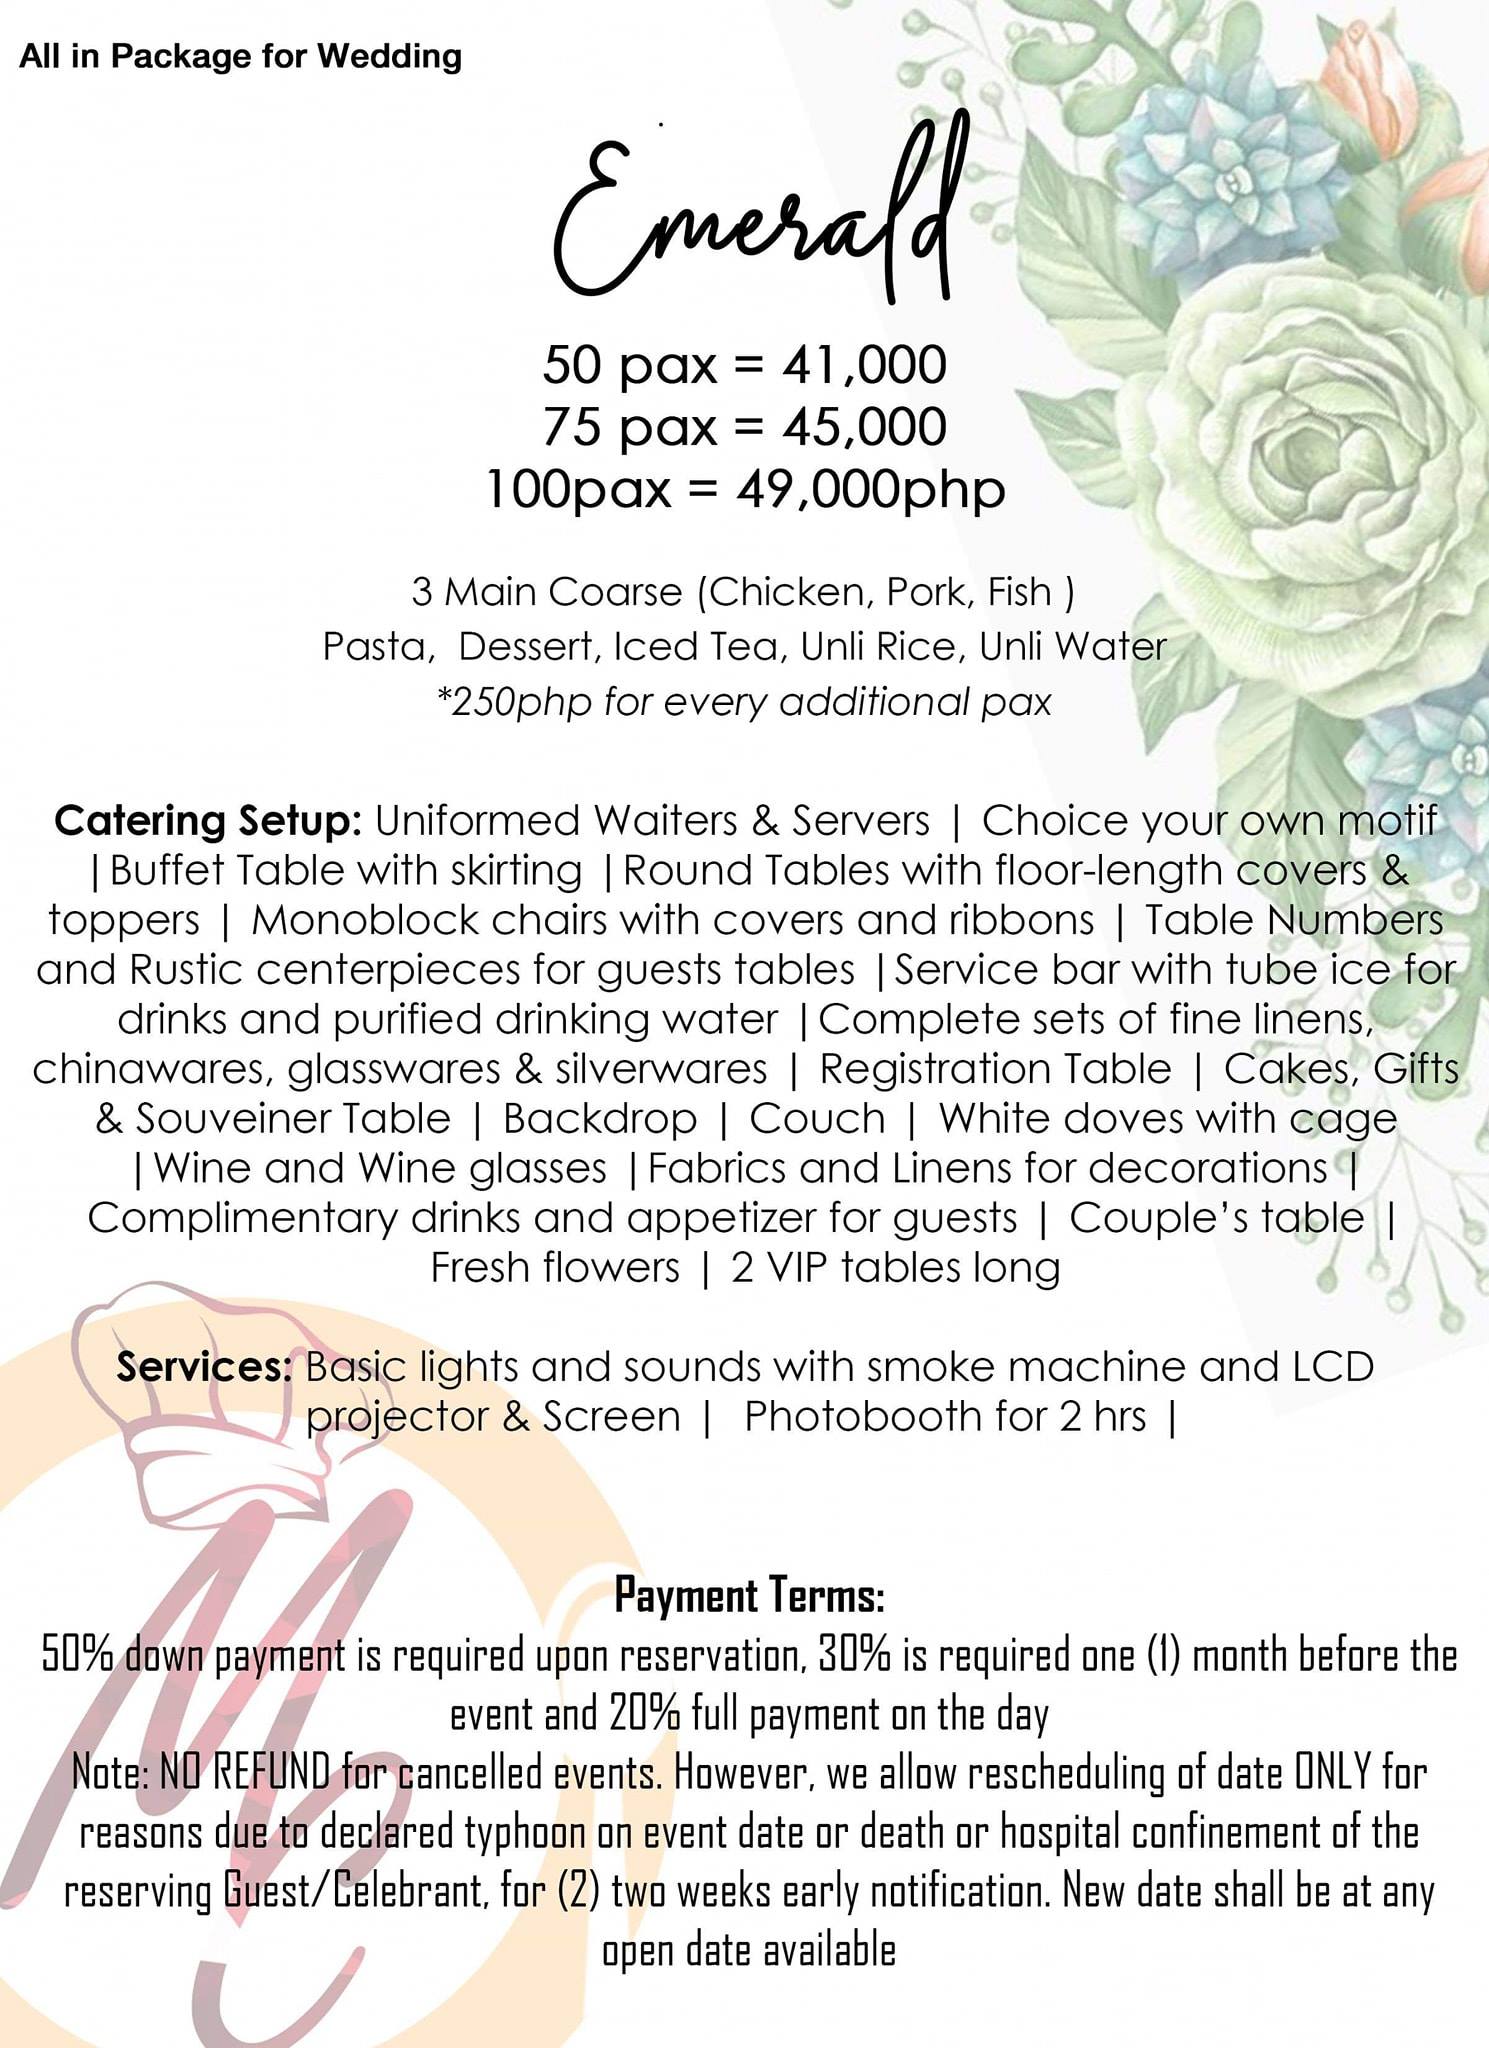 All in Package for Wedding
Emerald
50 pax = 41,000
75 pax = 45,000
100pax = 49,000php
3 Main Coarse (Chicken, Pork, Fish )
Pasta,  Dessert, Iced Tea, Unli Rice, Unli Water
*250php for every additional pax
Catering Setup: Uniformed Waiters & Servers | Choice your own motif
|Buffet Table with skirting |Round Tables with floor-length covers &
toppers | Monoblock chairs with covers and ribbons | Table Numbers
and Rustic centerpieces for guests tables |Service bar with tube ice for
drinks and purified drinking water |Complete sets of fine linens,
chinawares, glasswares & silverwares | Registration Table | Cakes, Gifts
& Souveiner Table | Backdrop | Couch | White doves with cage
|Wine and Wine glasses |Fabrics and Linens for decorations |
Complimentary drinks and appetizer for guests | Couple's table |
Fresh flowers | 2 VIP tables long
Services: Basic lights and sounds with smoke machine and LCD
projector & Screen |  Photobooth for 2 hrs |
Payment Terms:
50% down payment is required upon reservation, 30% is required one (1) month before the
event and 20% full payment on the day
Note: NO REFUND for cancelled events. However, we allow rescheduling of date ONLY for
reasons due to declared typhoon on event date or death or hospital confinement of the
reserving Guest/Celebrant, for (2) two weeks early notification. New date shall be at any
open date available